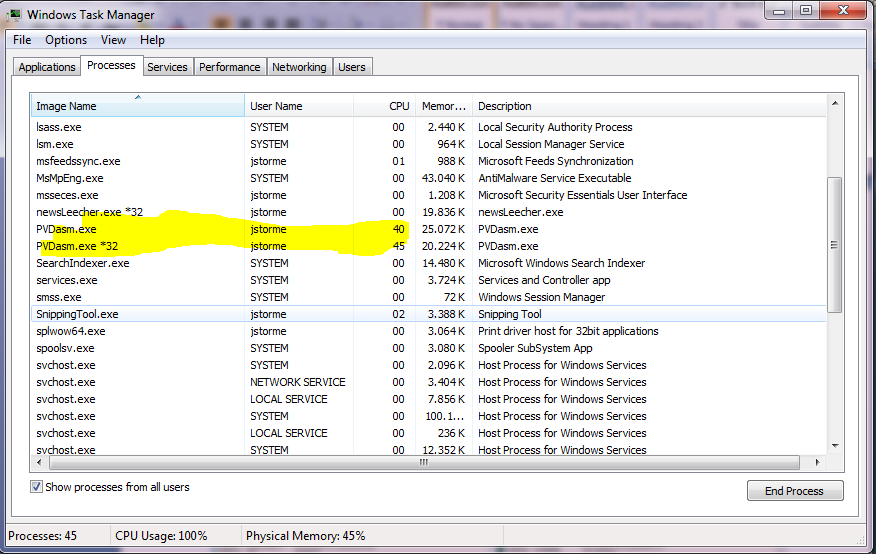 Windows Task Manager
File Options View Help
Applications Processes Services Performance Networking Users
Image Name User Name CPU Memor... Description
lsass.exe SYSTEM 00 2.440 K Local Security Authority Process
lsm.exe SYSTEM 00 964 K Local Session Manager Service
msfeedssync.exe jstorme 01 988 K Microsoft Feeds Synchronization
MsMpEng.exe SYSTEM 00 43.040 K AntiMalware Service Executable
msseces.exe jstorme 00 1.208 K Microsoft Security Essentials User Interface
newsLeecher.exe *32 jstorme 00 19.836 K newsLeecher.exe
PVDasm.exe jstorme 40 25.072 K PVDasm.exe
PVDasm.exe *32 jstorme 45 20.224 K PVDasm.exe
SearchIndexer.exe SYSTEM 00 14.480 K Microsoft Windows Search Indexer
services.exe SYSTEM 00 3.724 K Services and Controller app
smss.exe SYSTEM 00 72 K Windows Session Manager
SnippingTool.exe jstorme 02 3.388 K Snipping Tool
splwow64.exe jstorme 00 3.064 K Print driver host for 32bit applications
spoolsv.exe SYSTEM 00 3.080 K Spooler SubSystem App
svchost.exe SYSTEM 00 2.096 K Host Process for Windows Services
svchost.exe NETWORK SERVICE 00 3.404 K Host Process for Windows Services
svchost.exe LOCAL SERVICE 00 7.856 K Host Process for Windows Services
svchost.exe SYSTEM 00 100.1... Host Process for Windows Services
svchost.exe LOCAL SERVICE 00 236 K Host Process for Windows Services
svchost.exe SYSTEM 00 12.352 K Host Process for Windows Services
Show processes from all users
End Process
Processes: 45 CPU Usage: 100% Physical Memory: 45%